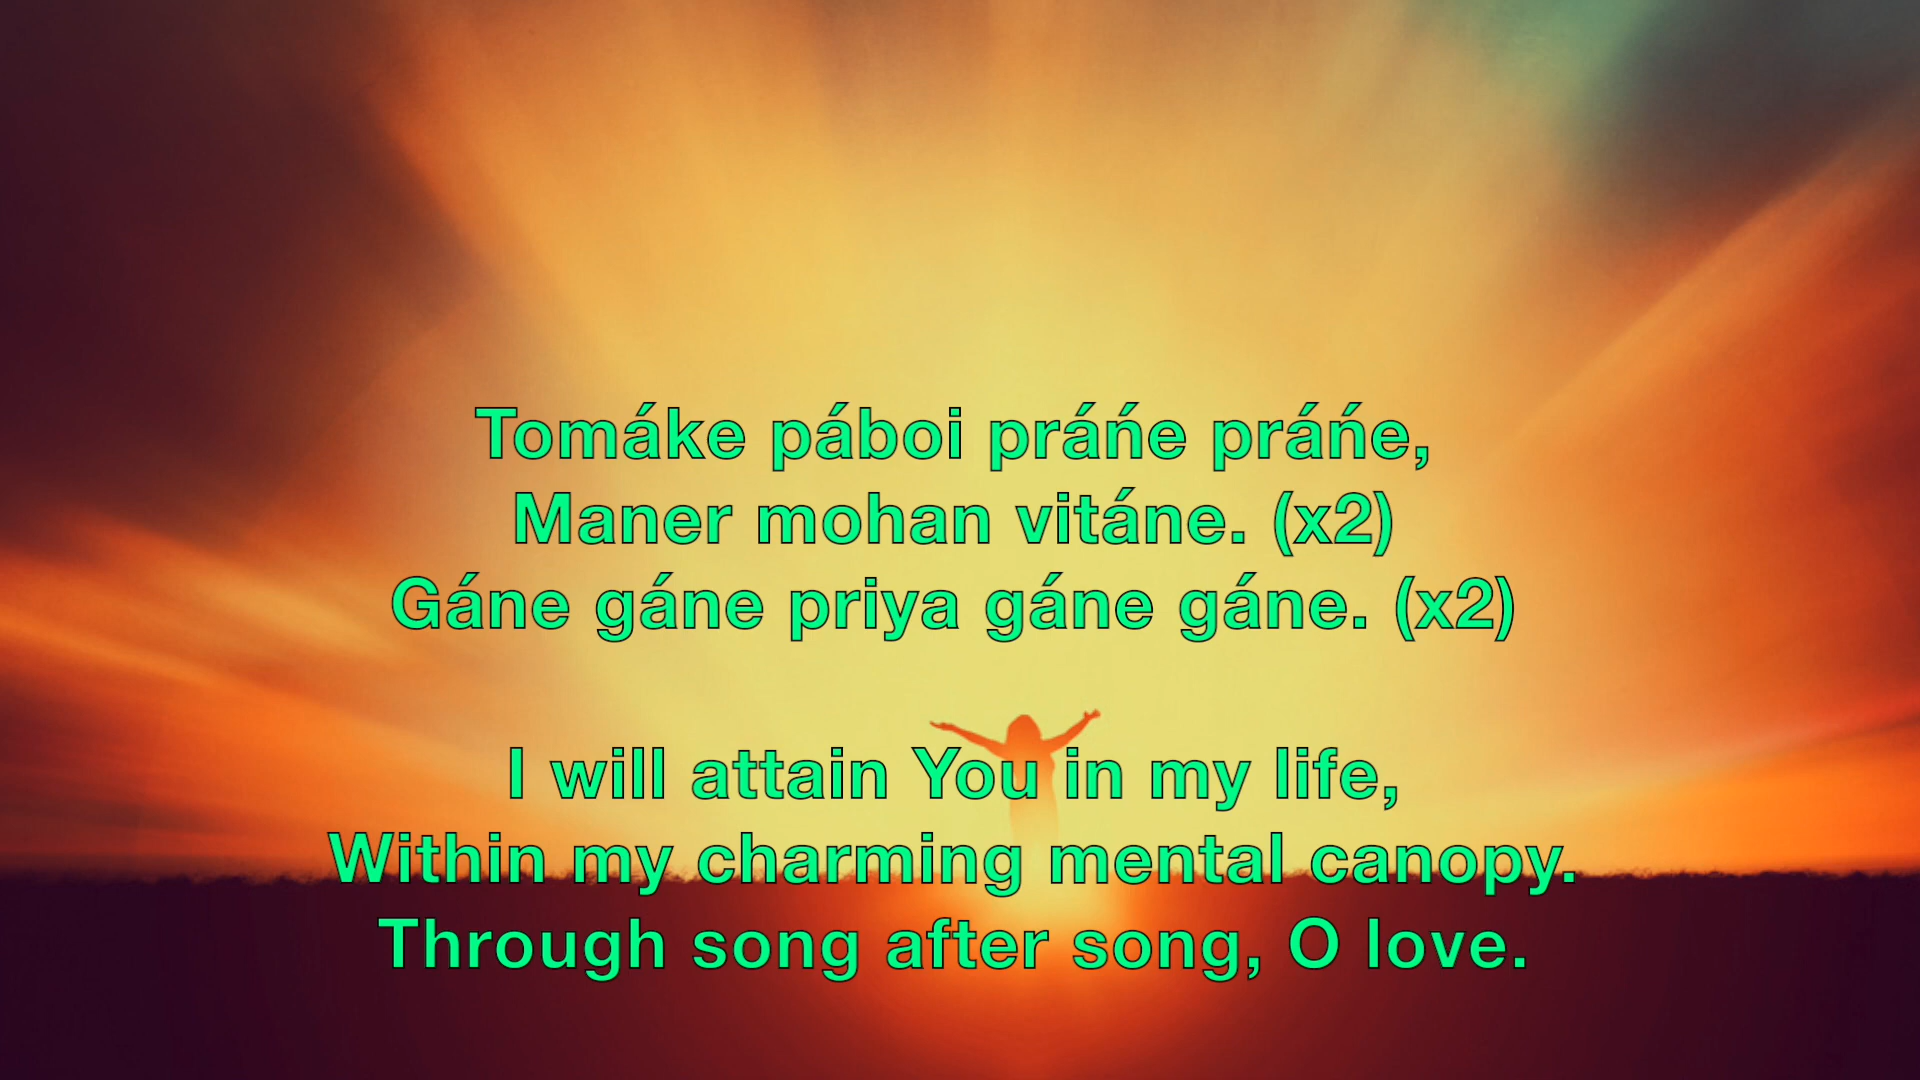 Tomáke páboi práńe práńe,
Maner mohan vitáne. (x2)
Gáne gáne priya gáne gáne. (x2)
I will attain You in my life,
Within my charming mental canopy.
Through song after song, O love.